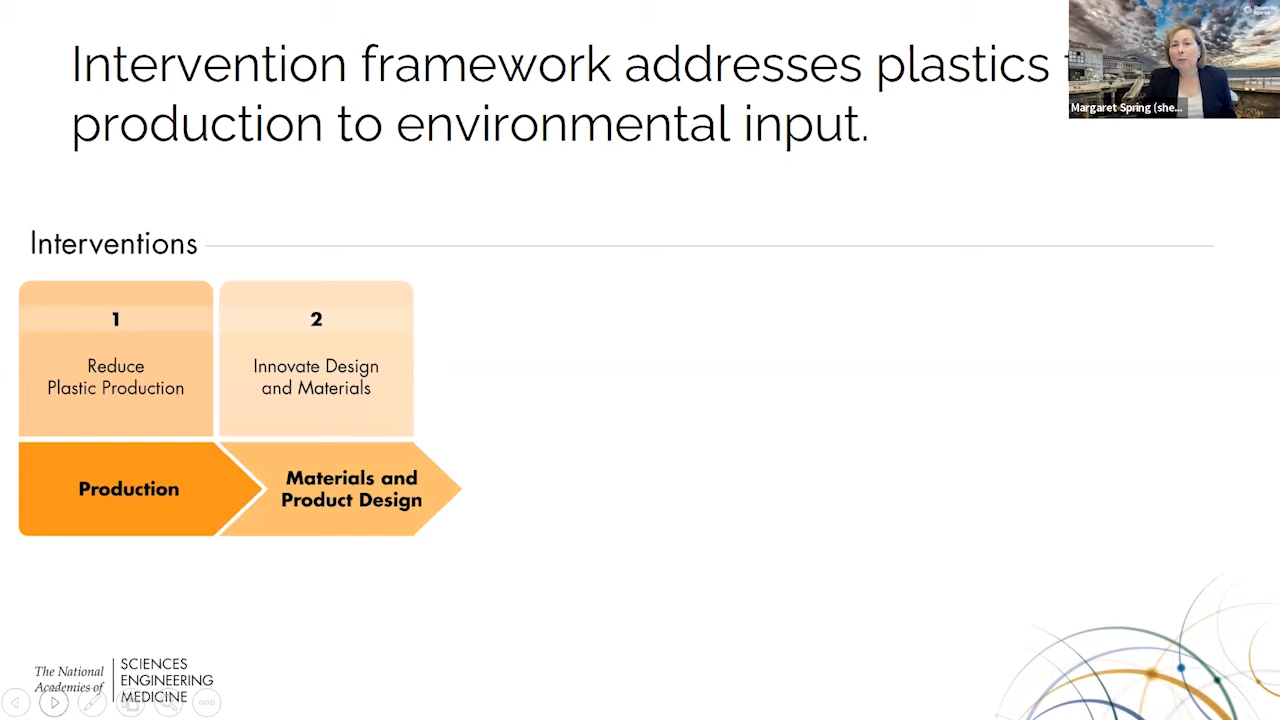 Intervention framework addresses plastics
production to environmental input.
Margaret Spring (she...
Interventions
1
Reduce
Plastic Production
2
Innovate Design
and Materials
Production
Materials and
Product Design
The National
Academies of
SCIENCES
ENGINEERING
MEDICINE